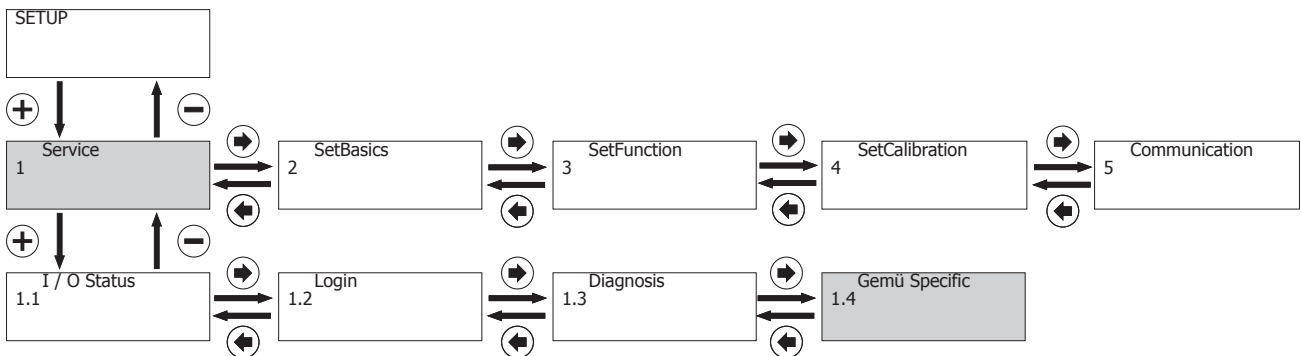 SETUP
Service
1
SetBasics
2
SetFunction
3
SetCalibration
4
Communication
5
I / O Status
1.1
Login
1.2
Diagnosis
1.3
Gemü Specific
1.4